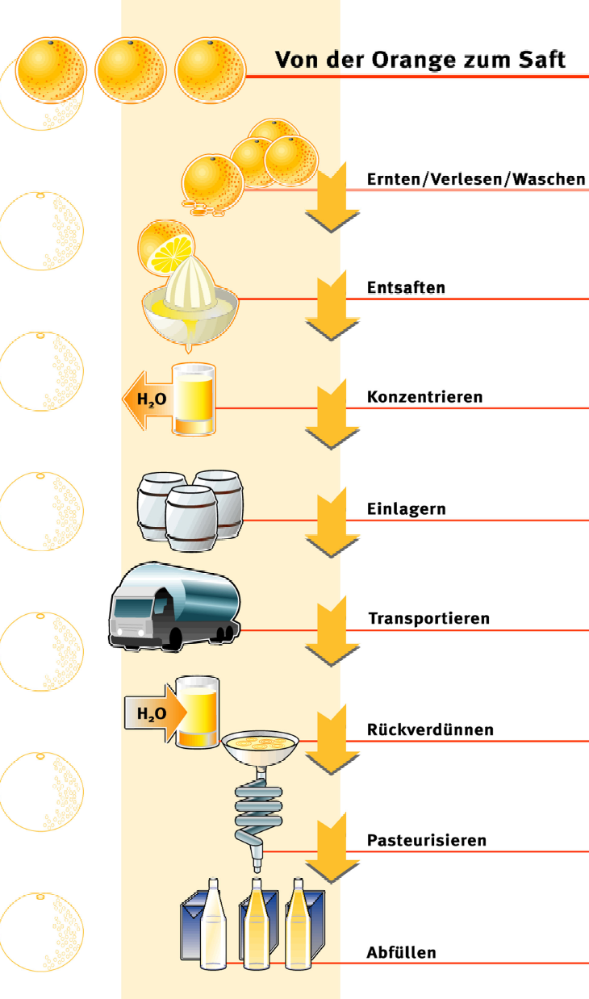 Von der Orange zum Saft
Ernten/Verlesen/Waschen
Entsaften
H₂O
Konzentrieren
Einlagern
Transportieren
H₂O
Rückverdünnen
Pasteurisieren
Abfüllen